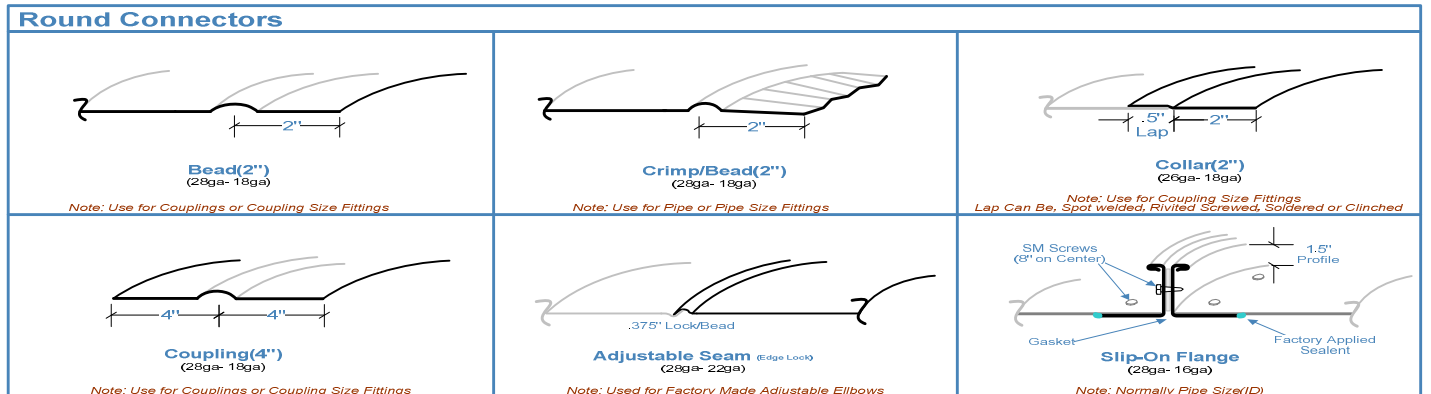 Round Connectors
2"
Bead(2")
(28ga- 18ga)
Note: Use for Couplings or Coupling Size Fittings
2"
Crimp/Bead(2")
(28ga- 18ga)
Note: Use for Pipe or Pipe Size Fittings
.5" 2"
Lap
Collar(2")
(26ga- 18ga)
Note: Use for Coupling Size Fittings
Lap Can Be, Spot welded, Rivited Screwed, Soldered or Clinched
4" 4"
Coupling(4")
(28ga- 18ga)
Note: Use for Couplings or Coupling Size Fittings
.375" Lock/Bead
Adjustable Seam (Edge Lock)
(28ga- 22ga)
Note: Used for Factory Made Adjustable Ellbows
SM Screws
(8" on Center)
1.5"
Profile
Gasket
Factory Applied
Sealent
Slip-On Flange
(28ga- 16ga)
Note: Normally Pipe Size(ID)